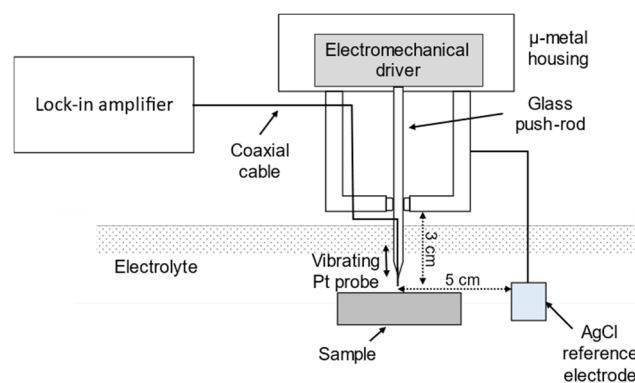 Electromechanical
driver
μ-metal
housing
Lock-in amplifier
Glass
push-rod
Coaxial
cable
3 cm
Vibrating
Pt probe
5 cm
Electrolyte
Sample
AgCl
reference
electrode